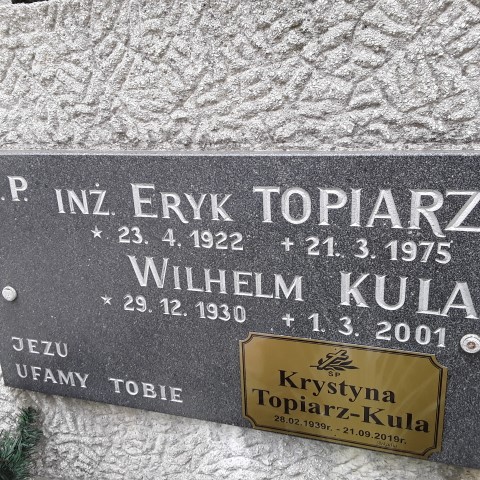 .P. INŻ. ERYK TOPIARZ
* 23. 4. 1922 + 21. 3. 1975
WILHELM KULA
* 29. 12. 1930 + 1. 3. 2001
JEZU
UFAMY TOBIE
ŚP
Krystyna
Topiarz-Kula
28.02.1939r. - 21.09.2019r.